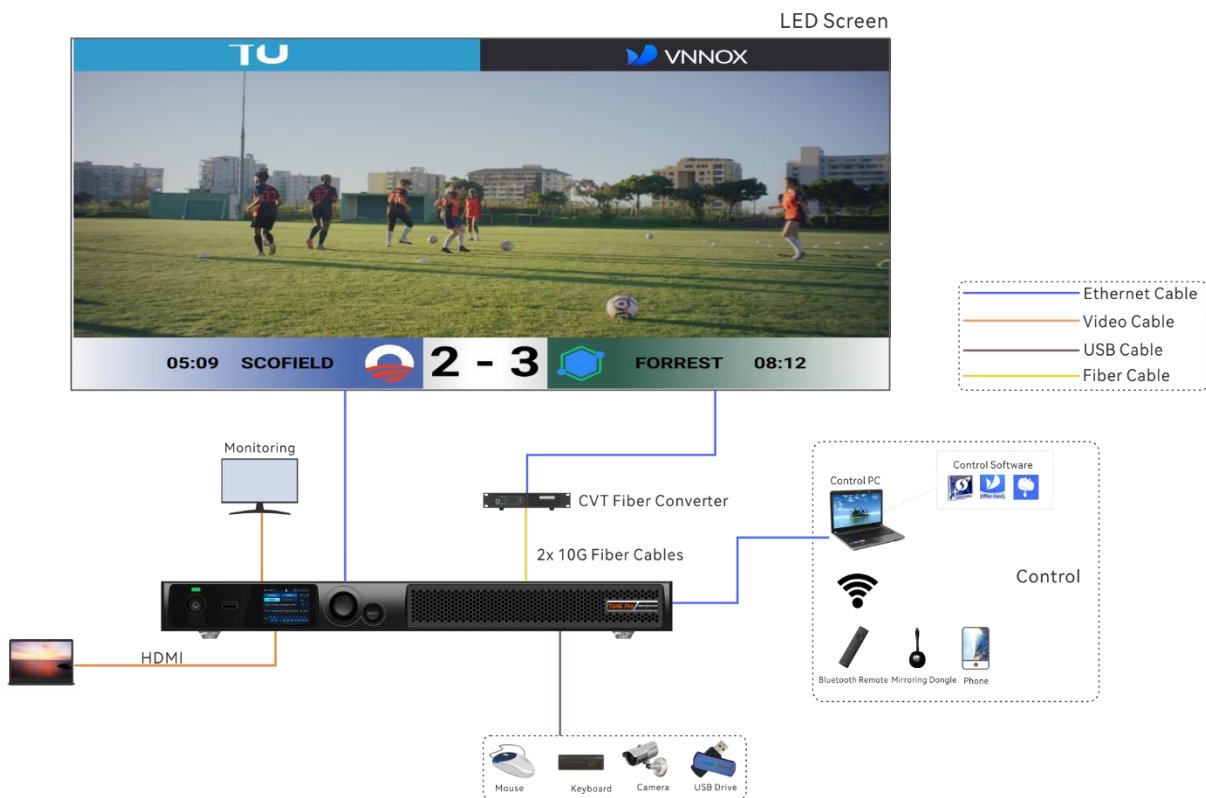 LED Screen
TU
VNNOX
05:09 SCOFIELD 2 - 3 FORREST 08:12
Ethernet Cable
Video Cable
USB Cable
Fiber Cable
Monitoring
CVT Fiber Converter
2x 10G Fiber Cables
HDMI
Control PC
Control Software
Control
Bluetooth Remote
Mirroring Dongle
Phone
Mouse
Keyboard
Camera
USB Drive